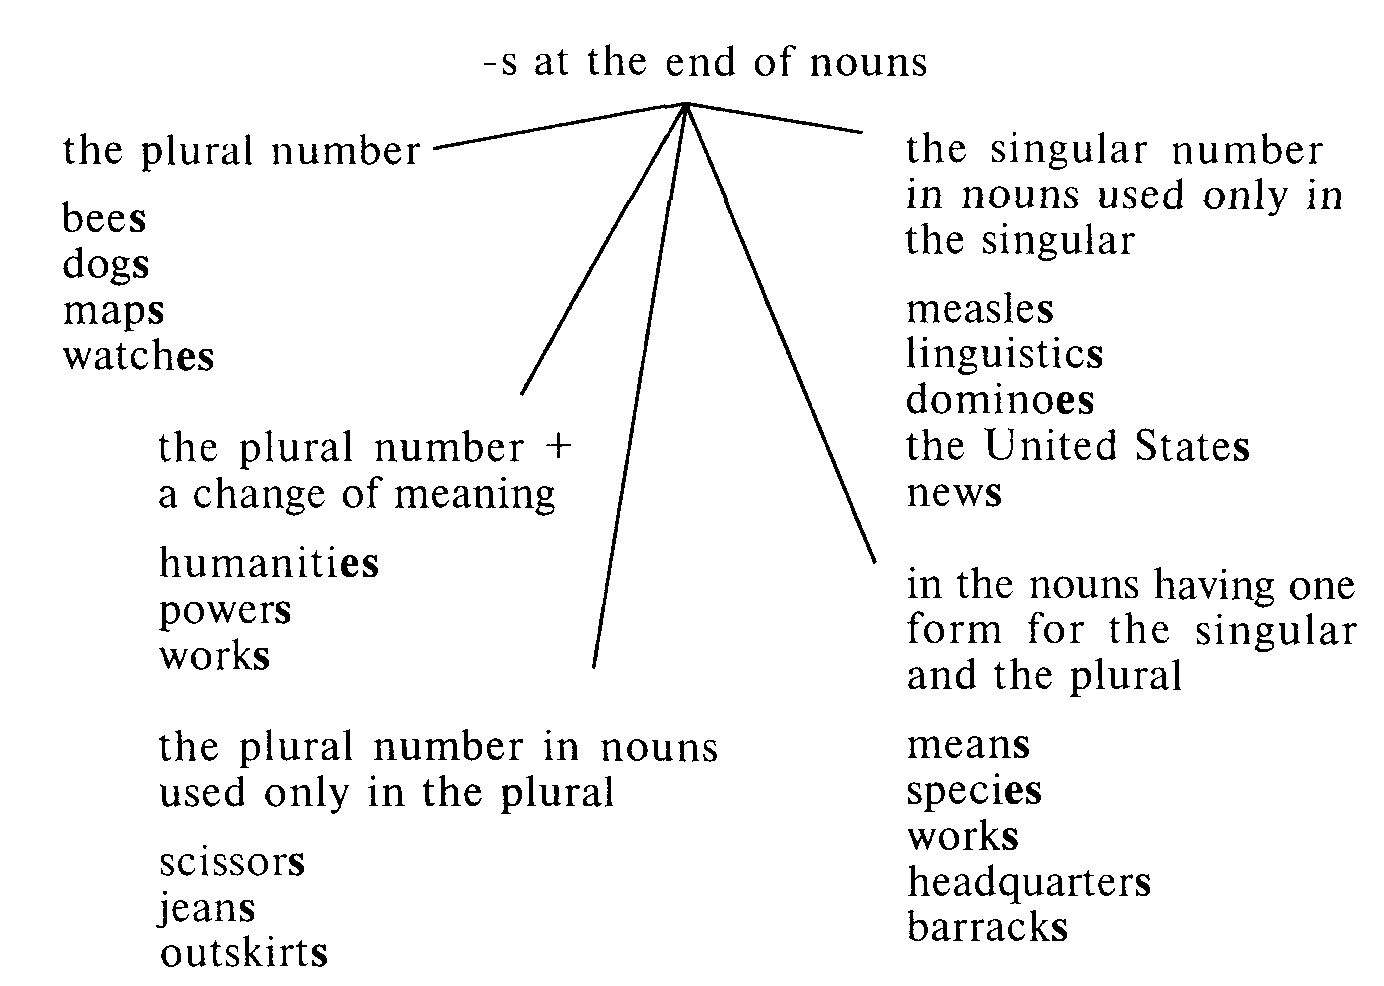 -s at the end of nouns
the plural number
bees
dogs
maps
watches
the plural number +
a change of meaning
humanities
powers
works
the plural number in nouns
used only in the plural
scissors
jeans
outskirts
the singular number
in nouns used only in
the singular
measles
linguistics
dominoes
the United States
news
in the nouns having one
form for the singular
and the plural
means
species
works
headquarters
barracks